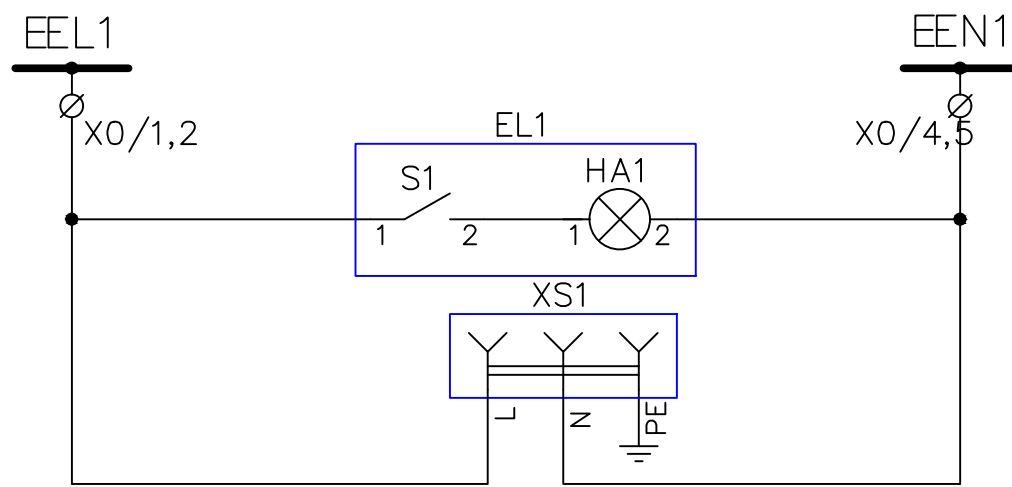 EEL1
EEN1
X0/1,2
X0/4,5
EL1
S1
HA1
1
2
1
2
XS1
L
N
PE